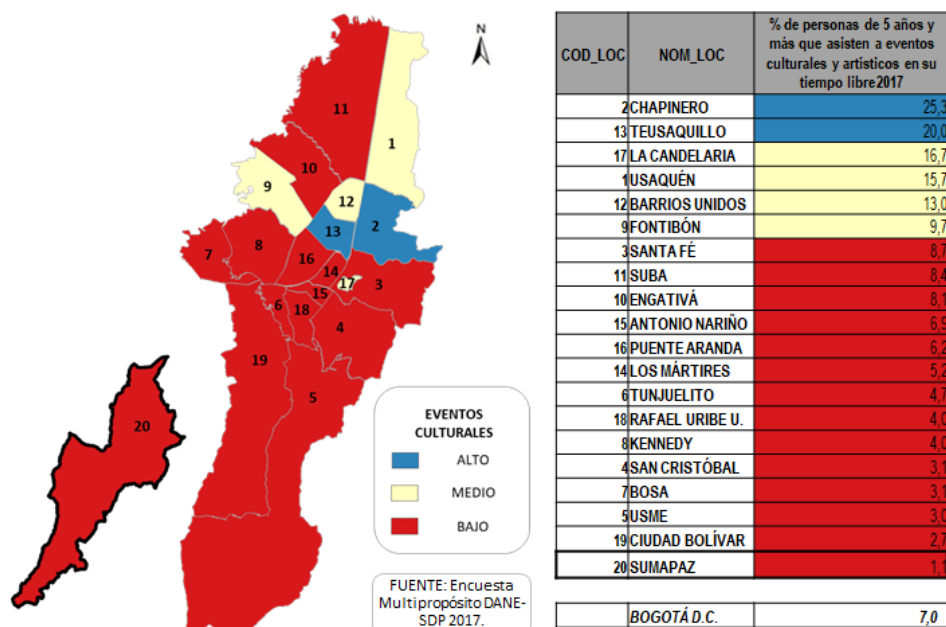 N
11
1
10
9
12
2
13
8
7
16
14
17
3
15
6
18
4
19
5
20
EVENTOS
CULTURALES
ALTO
MEDIO
BAJO
FUENTE: Encuesta
Multipropósito DANE-
SDP 2017.
COD_LOC NOM_LOC % de personas de 5 años y
más que asisten a eventos
culturales y artísticos en su
tiempo libre2017
2 CHAPINERO 25,3
13 TEUSAQUILLO 20,0
17 LA CANDELARIA 16,7
1 USAQUÉN 15,7
12 BARRIOS UNIDOS 13,0
9 FONTIBÓN 9,7
3 SANTA FÉ 8,7
11 SUBA 8,4
10 ENGATIVÁ 8,1
15 ANTONIO NARIÑO 6,9
16 PUENTE ARANDA 6,2
14 LOS MÁRTIRES 5,2
6 TUNJUELITO 4,7
18 RAFAEL URIBE U. 4,0
8 KENNEDY 4,0
4 SAN CRISTÓBAL 3,1
7 BOSA 3,1
5 USME 3,0
19 CIUDAD BOLÍVAR 2,7
20 SUMAPAZ 1,1
BOGOTÁ D.C. 7,0